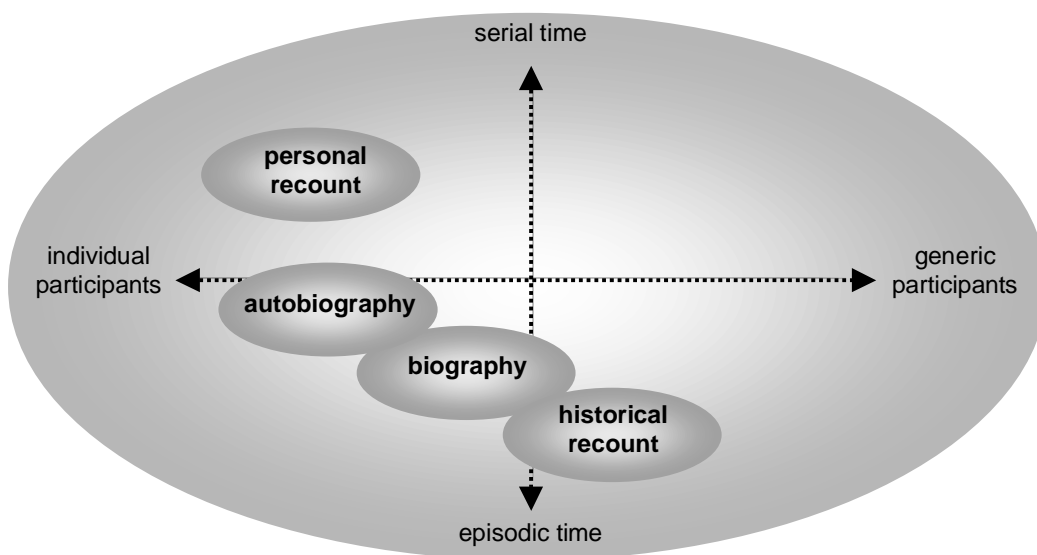 serial time
personal
recount
individual
participants
generic
participants
autobiography
biography
historical
recount
episodic time